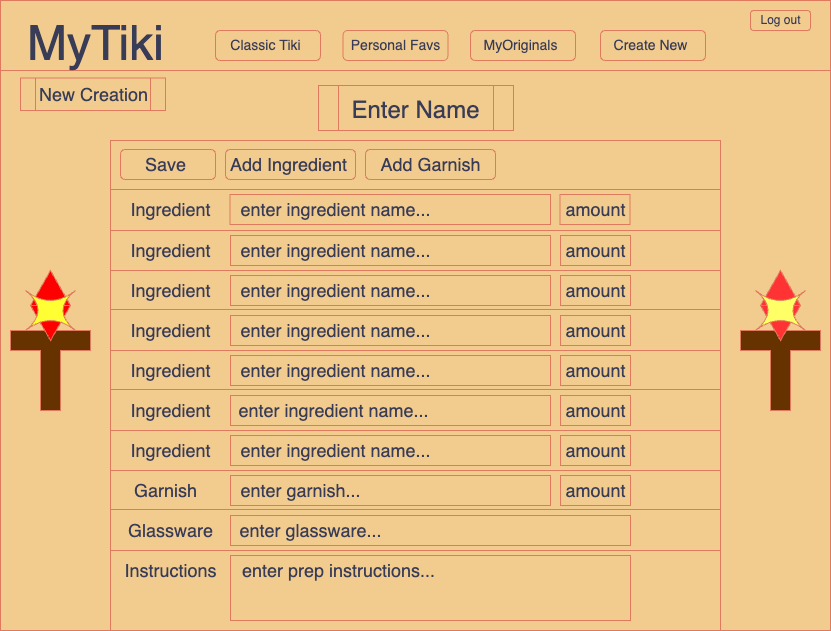 Log out
MyTiki
Classic Tiki Personal Favs MyOriginals Create New
New Creation
Enter Name
Save Add Ingredient Add Garnish
Ingredient enter ingredient name... amount
Ingredient enter ingredient name... amount
Ingredient enter ingredient name... amount
Ingredient enter ingredient name... amount
Ingredient enter ingredient name... amount
Ingredient enter ingredient name... amount
Ingredient enter ingredient name... amount
Garnish enter garnish... amount
Glassware enter glassware...
Instructions enter prep instructions...